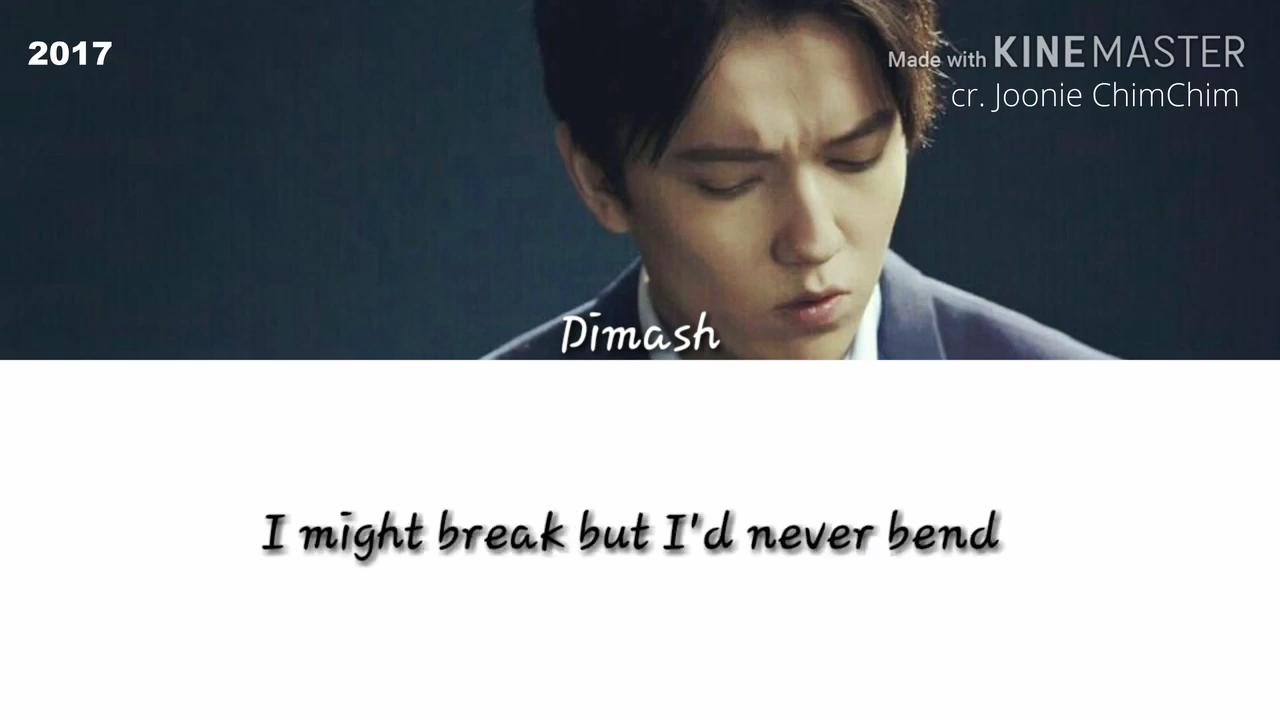 2017
Made with KINEMASTER
cr. Joonie ChimChim
Dimash
I might break but I'd never bend